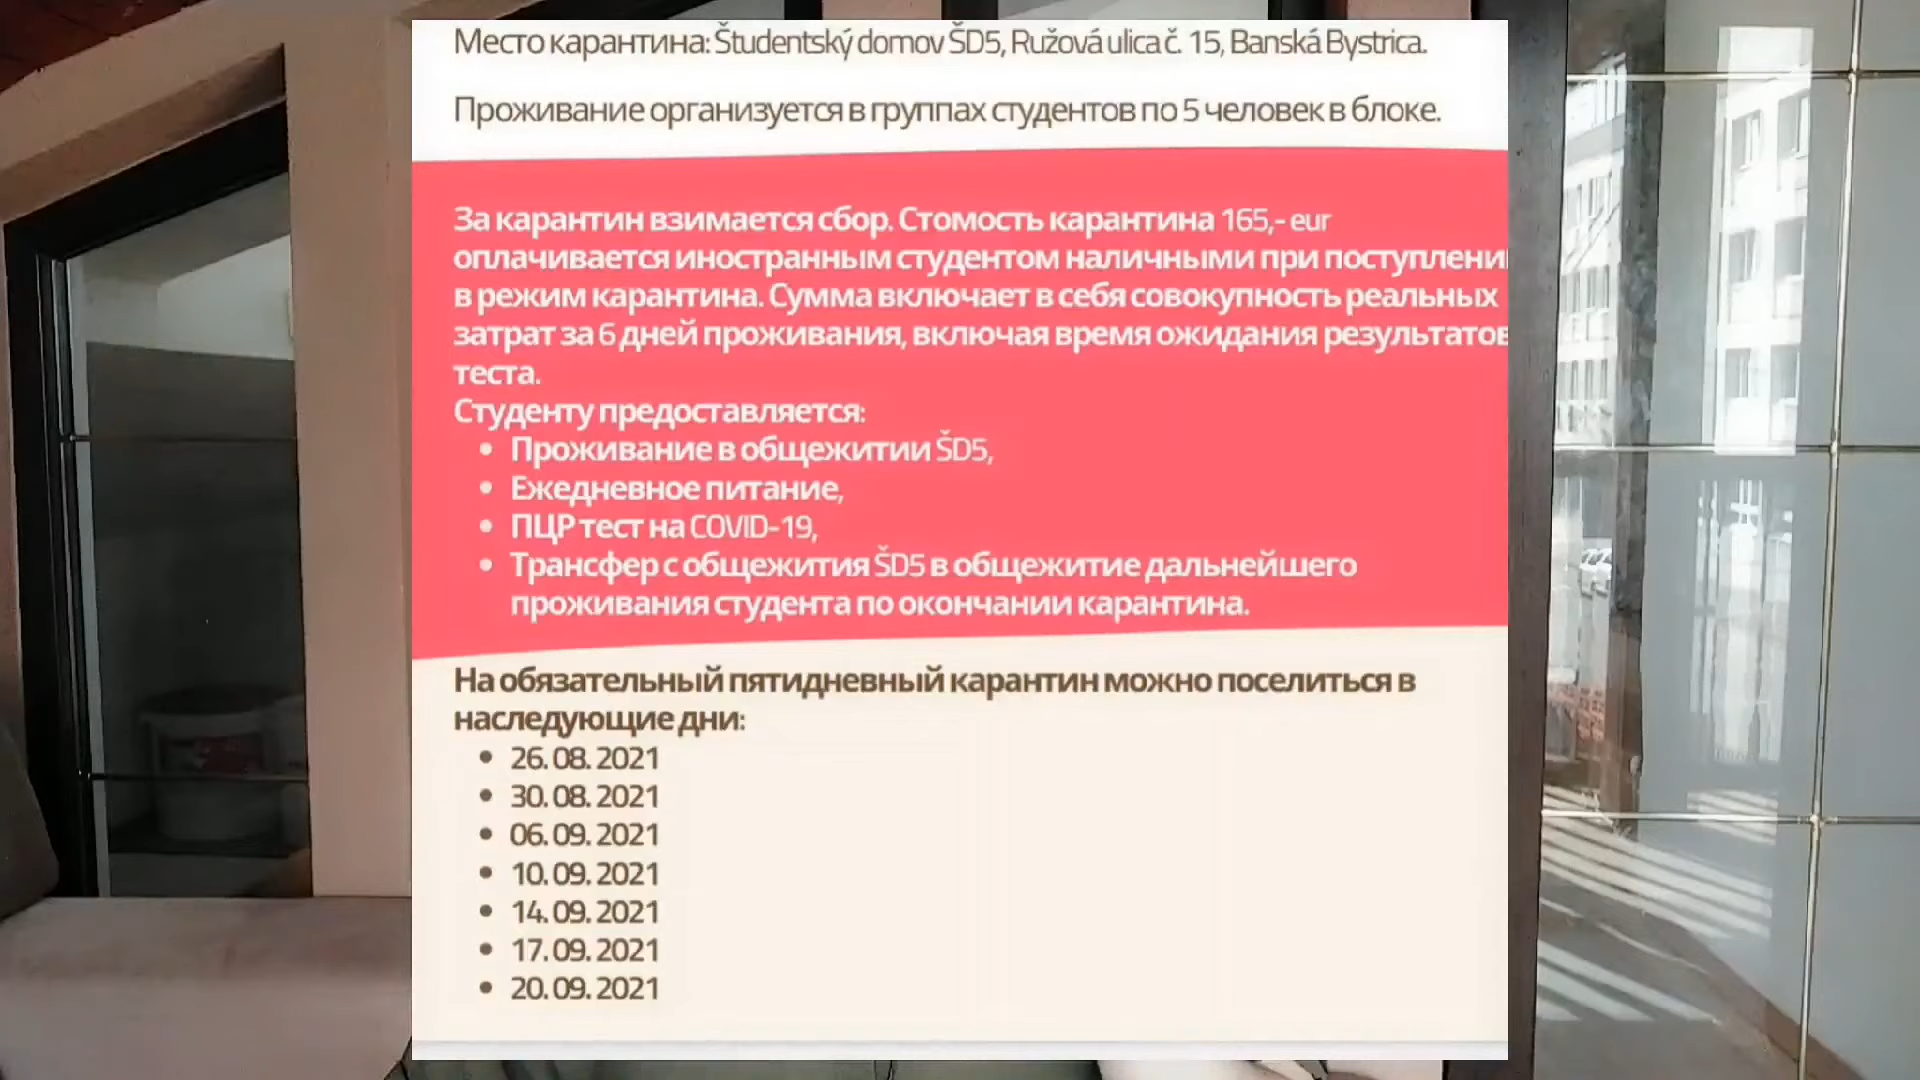 Место карантина: Študentský domov ŠD5, Ružová ulica č. 15, Banská Bystrica.
Проживание организуется в группах студентов по 5 человек в блоке.
За карантин взимается сбор. Стомость карантина 165,- eur
оплачивается иностранным студентом наличными при поступлени
в режим карантина. Сумма включает в себя совокупность реальных
затрат за 6 дней проживания, включая время ожидания результатов
теста.
Студенту предоставляется:
• Проживание в общежитии ŠD5,
• Ежедневное питание,
• ПЦР тест на COVID-19,
• Трансфер с общежития ŠD5 в общежитие дальнейшего
проживания студента по окончании карантина.
На обязательный пятидневный карантин можно поселиться в
наследующие дни:
• 26. 08. 2021
• 30. 08. 2021
• 06. 09. 2021
• 10. 09. 2021
• 14. 09. 2021
• 17. 09. 2021
• 20. 09. 2021